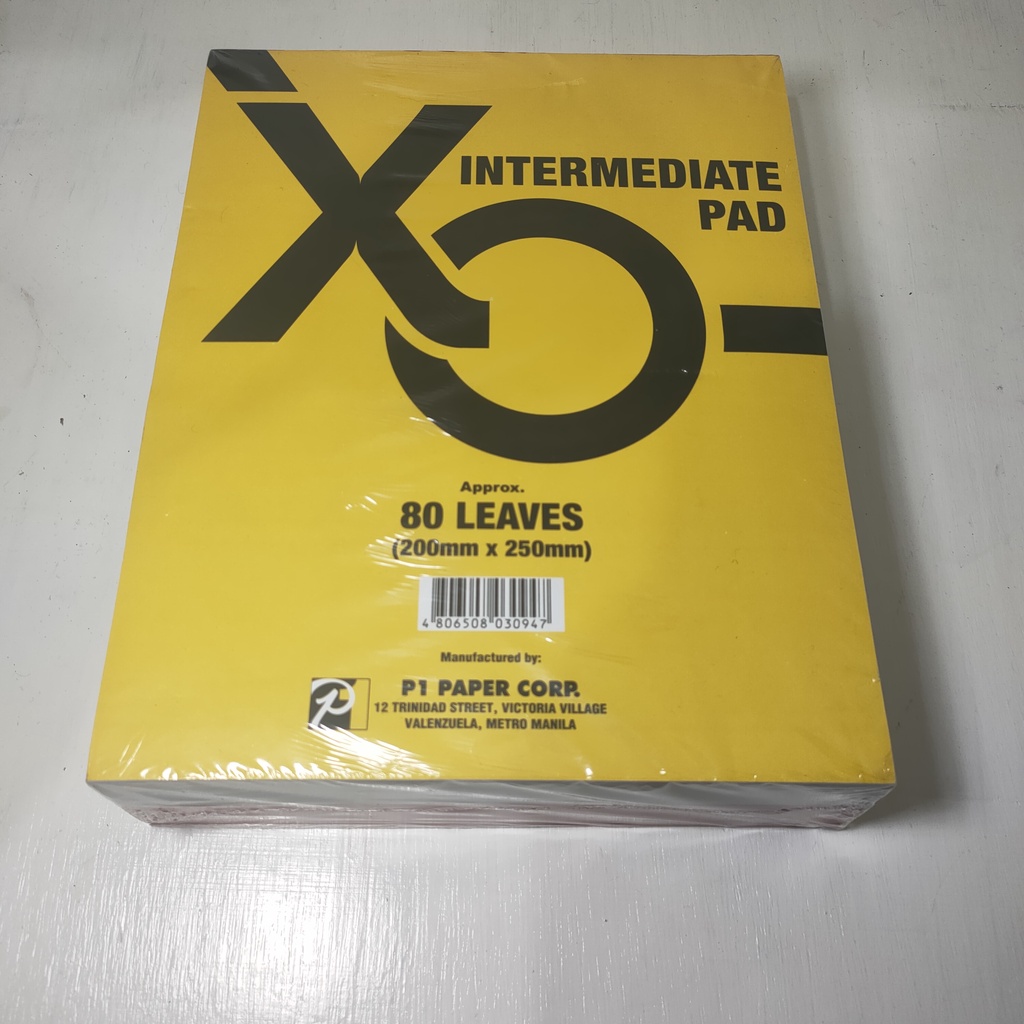 XO
INTERMEDIATE
PAD
Approx.
80 LEAVES
(200mm x 250mm)
4 806508 030947
Manufactured by:
P1 PAPER CORP.
12 TRINIDAD STREET, VICTORIA VILLAGE
VALENZUELA, METRO MANILA